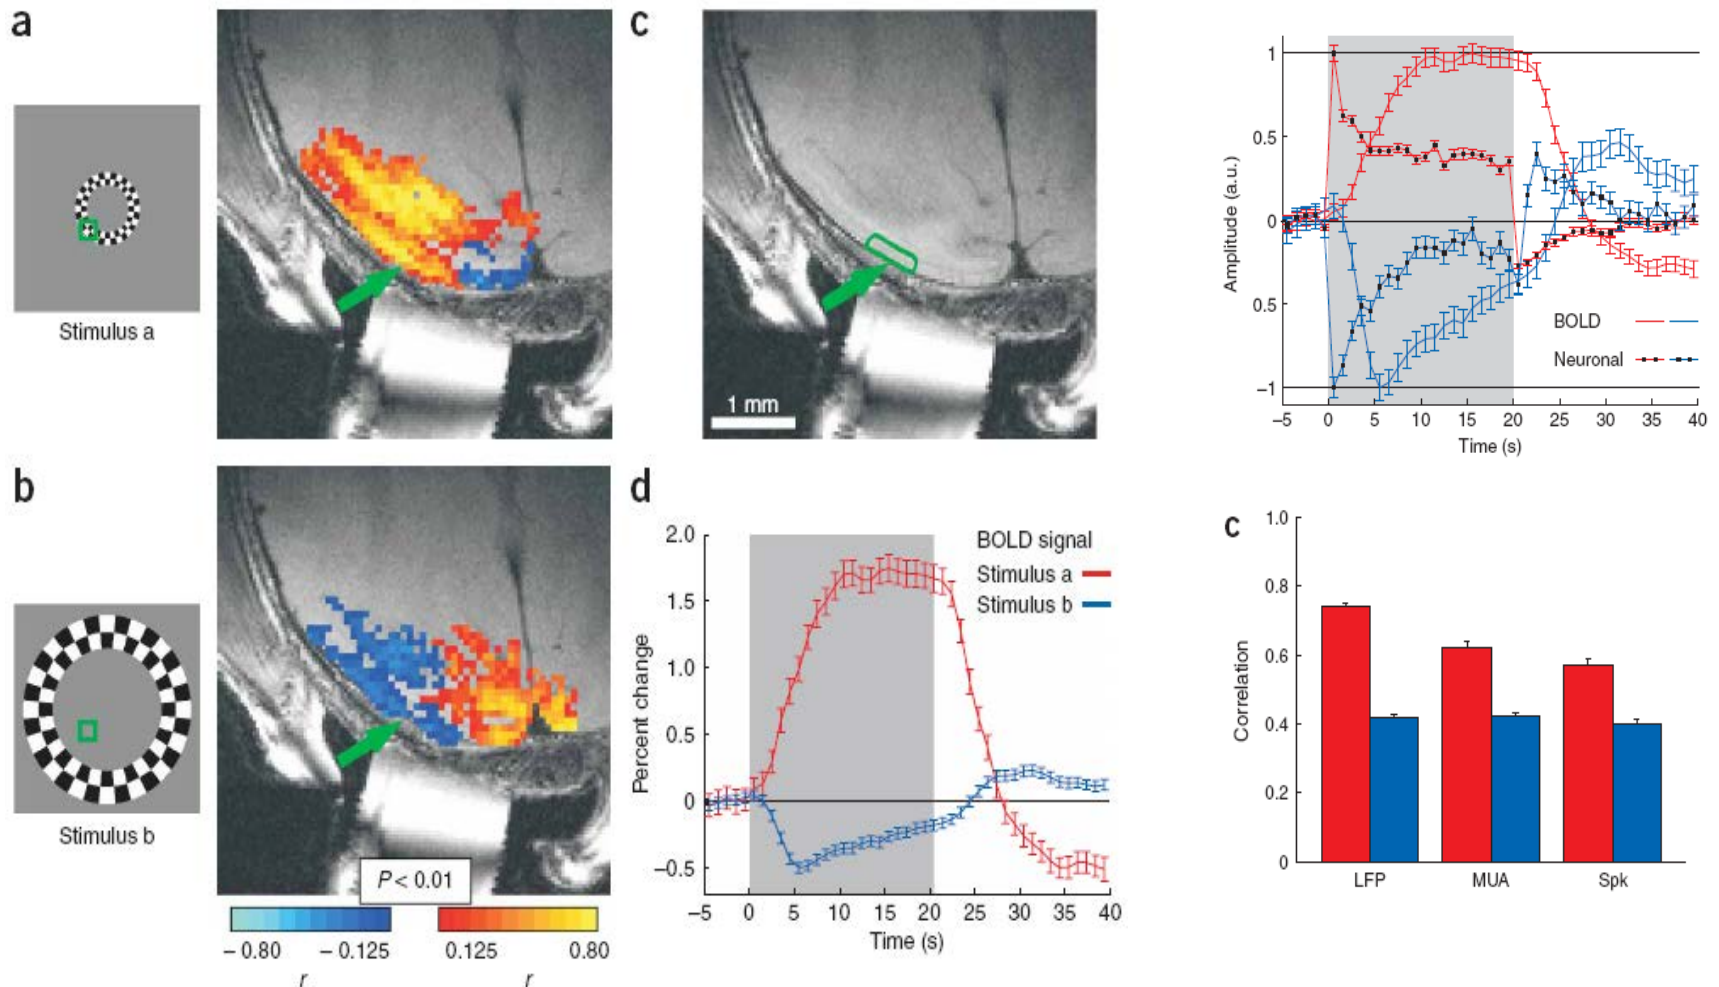 a
Stimulus a
c
1 mm
b
Stimulus b
P < 0.01
– 0.80
– 0.125
0.125
0.80
r
r
d
2.0
1.5
1.0
0.5
0
–0.5
Percent change
BOLD signal
Stimulus a
Stimulus b
–5 0 5 10 15 20 25 30 35 40
Time (s)
1
0.5
0
0.5
–1
Amplitude (a.u.)
BOLD
Neuronal
–5 0 5 10 15 20 25 30 35 40
Time (s)
c
1.0
0.8
0.6
0.4
0.2
0
Correlation
LFP MUA Spk